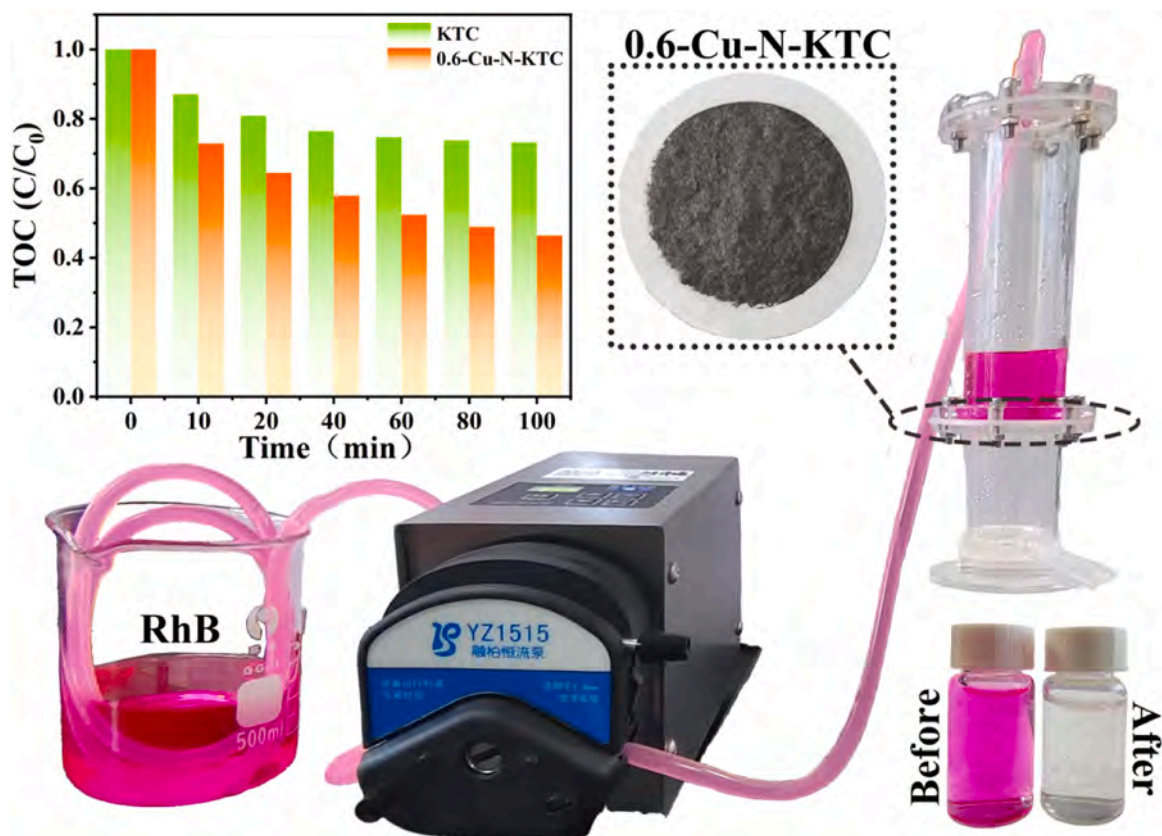 KTC
0.6-Cu-N-KTC
TOC (C/C₀)
1.0
0.8
0.6
0.4
0.2
0.0
0 10 20 40 60 80 100
Time（min）
0.6-Cu-N-KTC
RhB
500ml
YZ1515
融柏恒流泵
Before
After